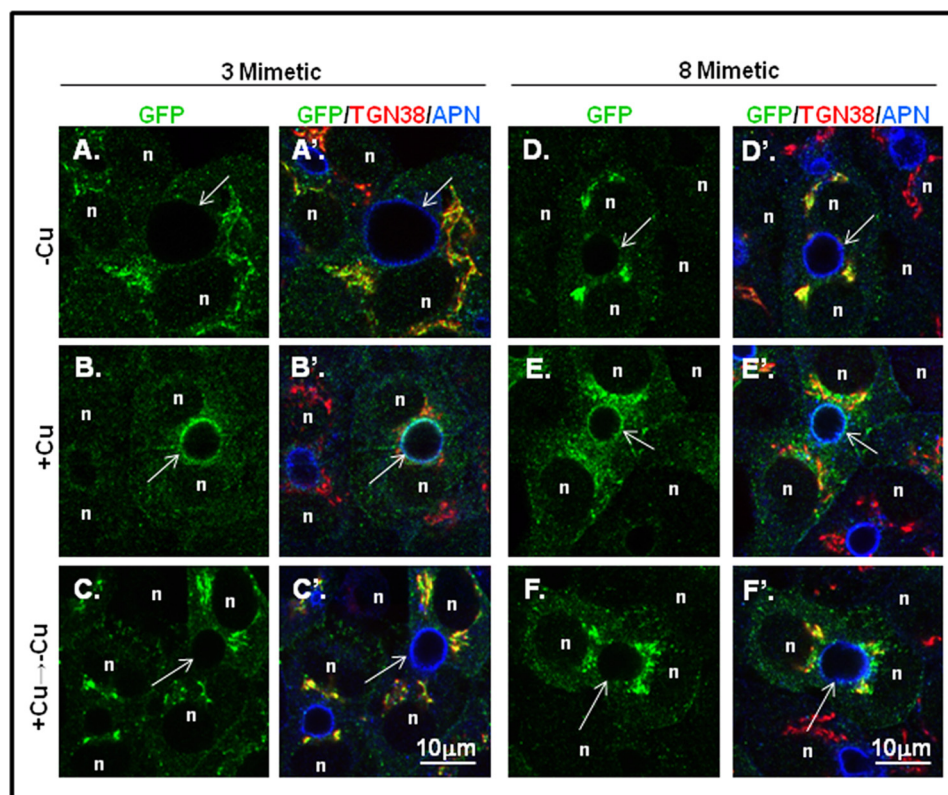 3 Mimetic 8 Mimetic
GFP GFP/TGN38/APN GFP GFP/TGN38/APN
-Cu
A. n n n n
A'. n n n n
D. n n n n
D'. n n n n
+Cu
B. n n n n
B'. n n n n
E. n n n n
E'. n n n n
+Cu→-Cu
C. n n n n n
C'. n n n n n
10µm
F. n n n n
F'. n n n n
10µm